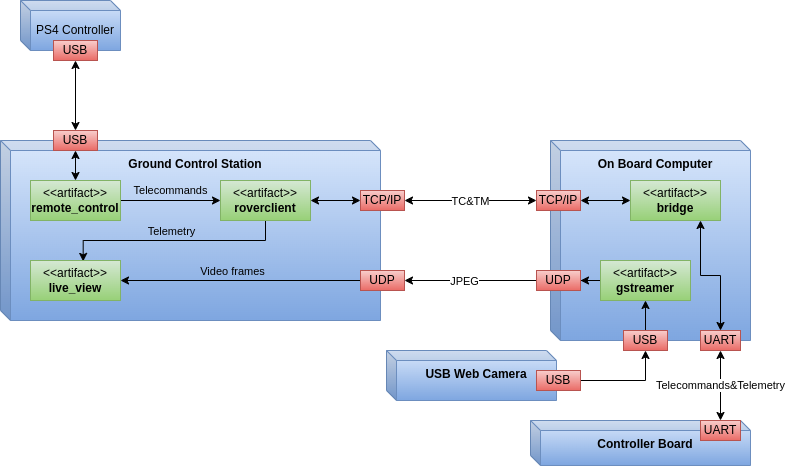 PS4 Controller
USB
USB
Ground Control Station
<<artifact>>
remote_control
Telecommands
<<artifact>>
roverclient
TCP/IP
TC&TM
TCP/IP
On Board Computer
<<artifact>>
bridge
Telemetry
<<artifact>>
live_view
Video frames
UDP
JPEG
UDP
<<artifact>>
gstreamer
USB
UART
USB Web Camera
USB
Telecommands&Telemetry
UART
Controller Board